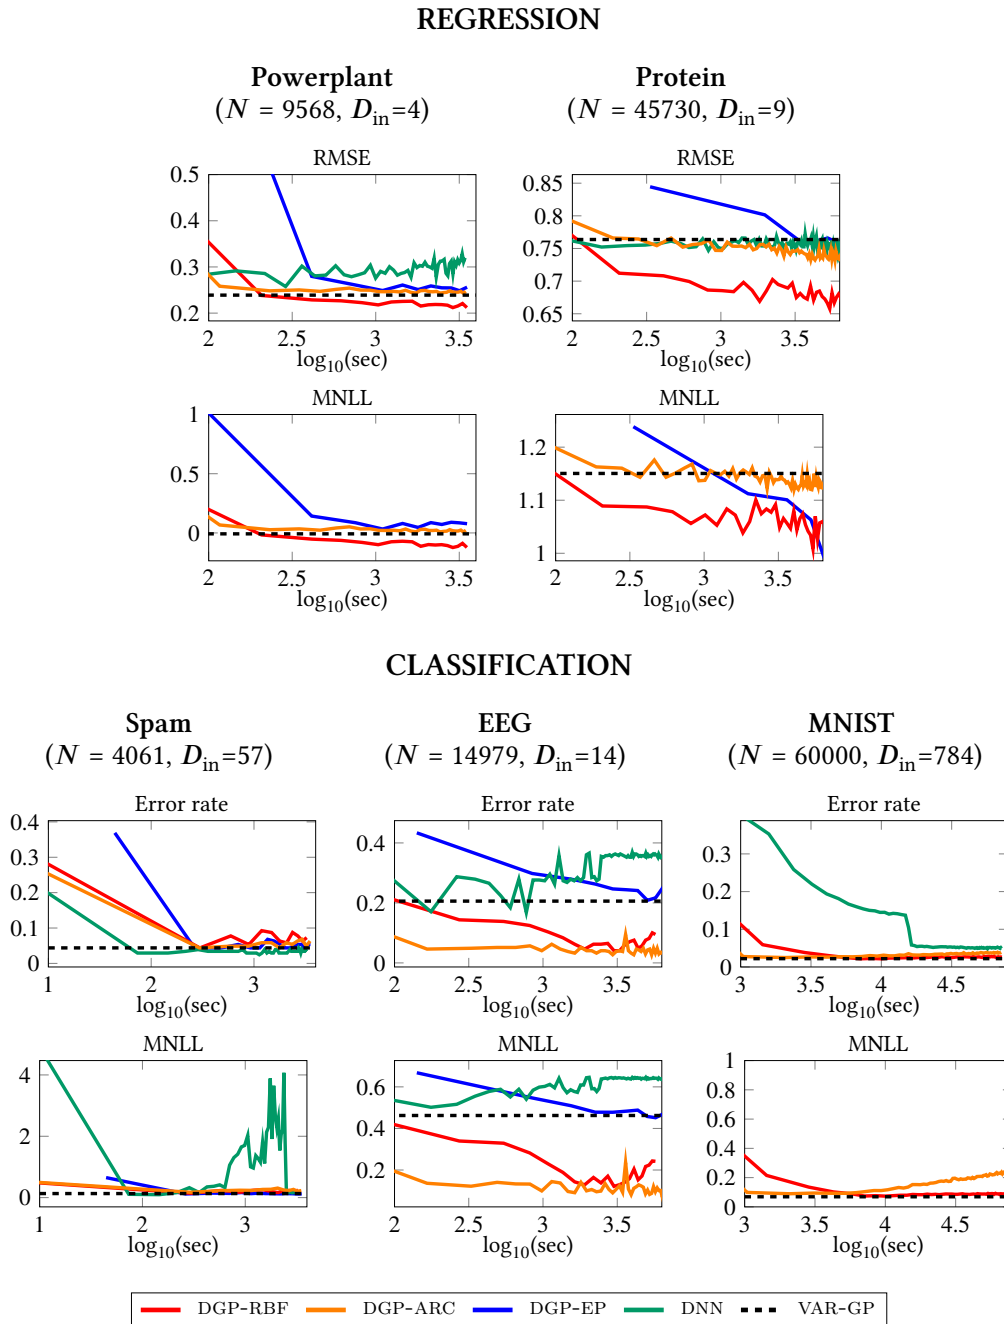 REGRESSION
Powerplant
(N = 9568, D_in=4)
Protein
(N = 45730, D_in=9)
RMSE
0.5
0.4
0.3
0.2
2 2.5 3 3.5
log10(sec)
RMSE
0.85
0.8
0.75
0.7
0.65
2 2.5 3 3.5
log10(sec)
MNLL
1
0.5
0
2 2.5 3 3.5
log10(sec)
MNLL
1.2
1.1
1
2 2.5 3 3.5
log10(sec)
CLASSIFICATION
Spam
(N = 4061, D_in=57)
EEG
(N = 14979, D_in=14)
MNIST
(N = 60000, D_in=784)
Error rate
0.4
0.3
0.2
0.1
0
1 2 3
log10(sec)
Error rate
0.4
0.2
0
2 2.5 3 3.5
log10(sec)
Error rate
0.3
0.2
0.1
0
3 3.5 4 4.5
log10(sec)
MNLL
4
2
0
1 2 3
log10(sec)
MNLL
0.6
0.4
0.2
2 2.5 3 3.5
log10(sec)
MNLL
1
0.8
0.6
0.4
0.2
0
3 3.5 4 4.5
log10(sec)
DGP-RBF DGP-ARC DGP-EP DNN VAR-GP